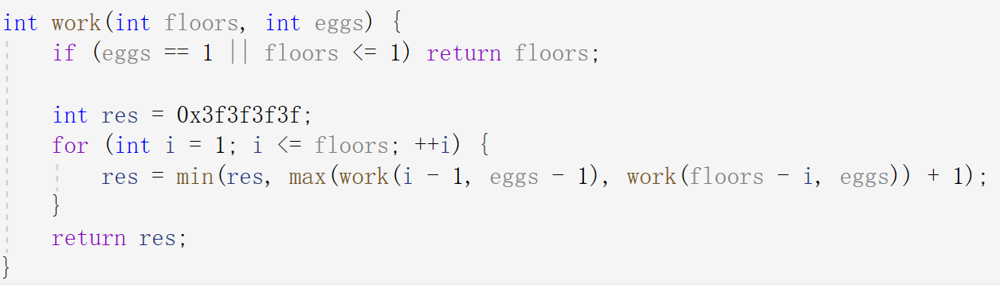 int work(int floors, int eggs) {
    if (eggs == 1 || floors <= 1) return floors;

    int res = 0x3f3f3f3f;
    for (int i = 1; i <= floors; ++i) {
        res = min(res, max(work(i - 1, eggs - 1), work(floors - i, eggs)) + 1);
    }
    return res;
}